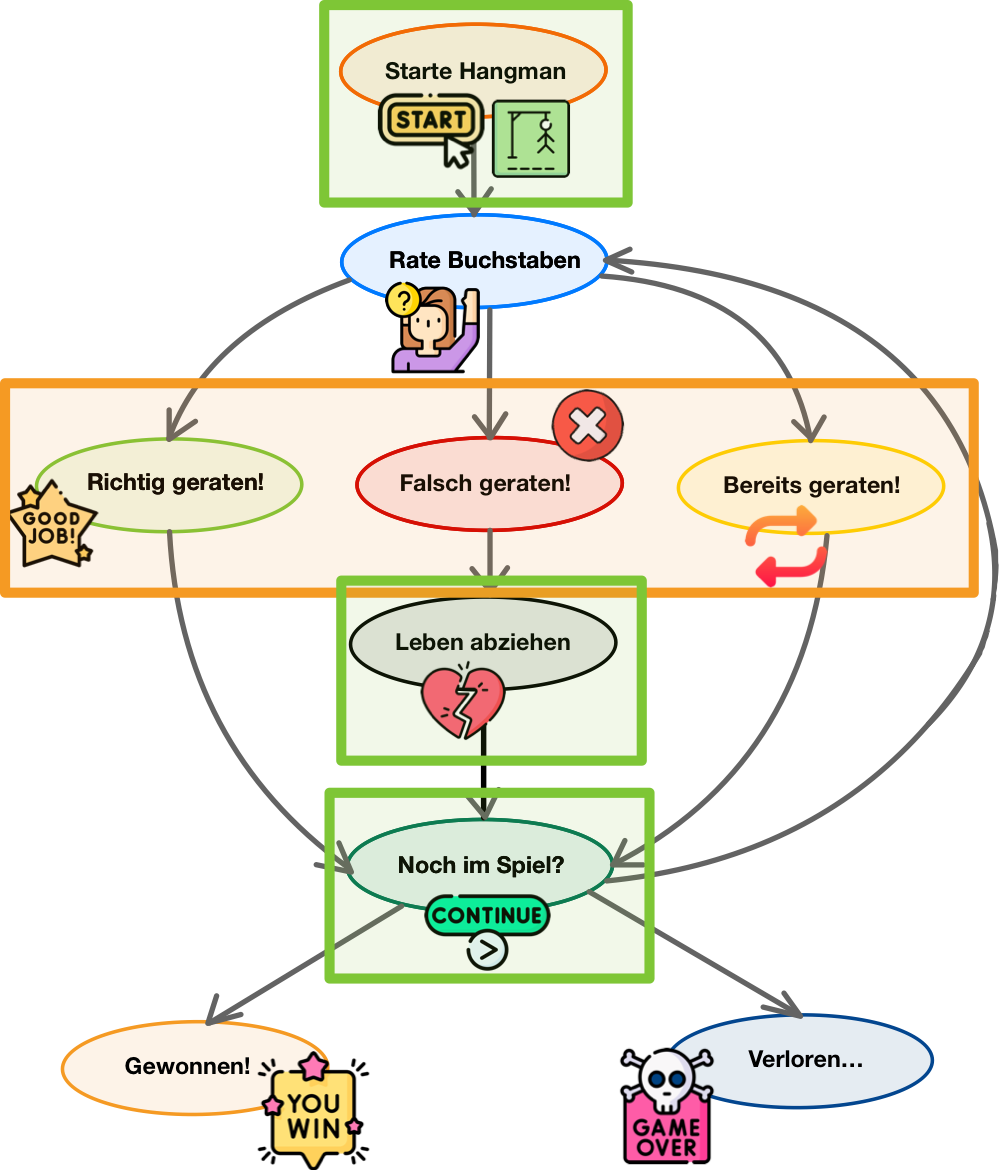 Starte Hangman
START
Rate Buchstaben
?
Richtig geraten!
GOOD
JOB!
Falsch geraten!
Bereits geraten!
Leben abziehen
Noch im Spiel?
CONTINUE
Gewonnen!
YOU
WIN
Verloren...
GAME
OVER